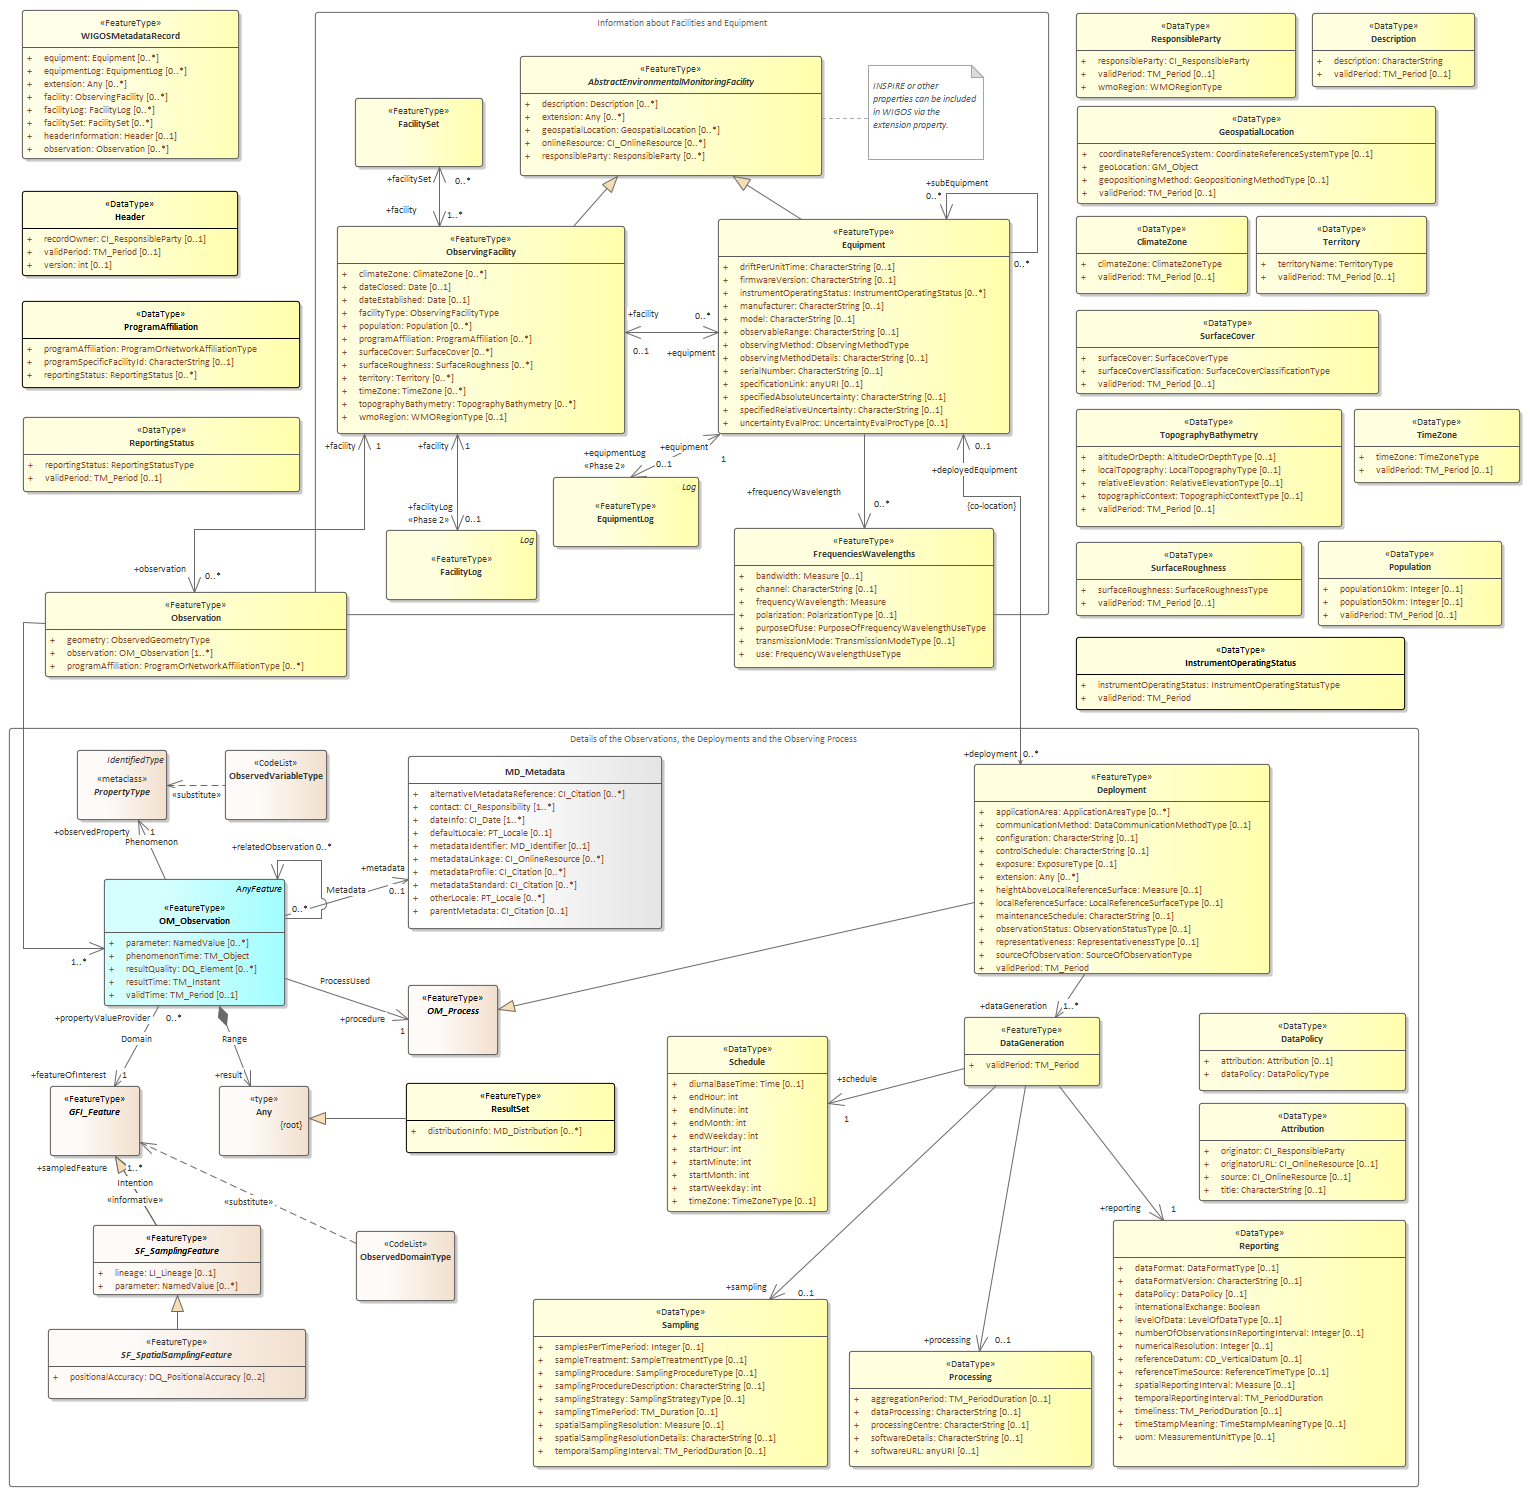 «FeatureType»
WIGOSMetadataRecord
+ equipment: Equipment [0..*]
+ equipmentLog: EquipmentLog [0..*]
+ extension: Any [0..*]
+ facility: ObservingFacility [0..*]
+ facilityLog: FacilityLog [0..*]
+ facilitySet: FacilitySet [0..*]
+ headerInformation: Header [0..1]
+ observation: Observation [0..*]
«DataType»
Header
+ recordOwner: CI_ResponsibleParty [0..1]
+ validPeriod: TM_Period [0..1]
+ version: int [0..1]
«DataType»
ProgramAffiliation
+ programAffiliation: ProgramOrNetworkAffiliationType
+ programSpecificFacilityId: CharacterString [0..1]
+ reportingStatus: ReportingStatus [0..*]
«DataType»
ReportingStatus
+ reportingStatus: ReportingStatusType
+ validPeriod: TM_Period [0..1]
Information about Facilities and Equipment
«FeatureType»
FacilitySet
+facilitySet 0..*
+facility 1..*
«FeatureType»
AbstractEnvironmentalMonitoringFacility
+ description: Description [0..*]
+ extension: Any [0..*]
+ geospatialLocation: GeospatialLocation [0..*]
+ onlineResource: CI_OnlineResource [0..*]
+ responsibleParty: ResponsibleParty [0..*]
INSPIRE or other
properties can be included
in WIGOS via the
extension property.
«FeatureType»
ObservingFacility
+ climateZone: ClimateZone [0..*]
+ dateClosed: Date [0..1]
+ dateEstablished: Date [0..1]
+ facilityType: ObservingFacilityType
+ population: Population [0..*]
+ programAffiliation: ProgramAffiliation [0..*]
+ surfaceCover: SurfaceCover [0..*]
+ surfaceRoughness: SurfaceRoughness [0..*]
+ territory: Territory [0..*]
+ timeZone: TimeZone [0..*]
+ topographyBathymetry: TopographyBathymetry [0..*]
+ wmoRegion: WMORegionType [0..1]
+facility 0..*
0..1 +equipment
+subEquipment
0..*
0..*
«FeatureType»
Equipment
+ driftPerUnitTime: CharacterString [0..1]
+ firmwareVersion: CharacterString [0..1]
+ instrumentOperatingStatus: InstrumentOperatingStatus [0..*]
+ manufacturer: CharacterString [0..1]
+ model: CharacterString [0..1]
+ observableRange: CharacterString [0..1]
+ observingMethod: ObservingMethodType
+ observingMethodDetails: CharacterString [0..1]
+ serialNumber: CharacterString [0..1]
+ specificationLink: anyURI [0..1]
+ specifiedAbsoluteUncertainty: CharacterString [0..1]
+ specifiedRelativeUncertainty: CharacterString [0..1]
+ uncertaintyEvalProc: UncertaintyEvalProcType [0..1]
+facility 1
+facility 1
+equipment
1
+equipmentLog
«Phase 2» 0..1
Log
«FeatureType»
EquipmentLog
+facilityLog
«Phase 2» 0..1
Log
«FeatureType»
FacilityLog
+frequencyWavelength
0..*
0..1
+deployedEquipment
{co-location}
«FeatureType»
FrequenciesWavelengths
+ bandwidth: Measure [0..1]
+ channel: CharacterString [0..1]
+ frequencyWavelength: Measure
+ polarization: PolarizationType [0..1]
+ purposeOfUse: PurposeOfFrequencyWavelengthUseType
+ transmissionMode: TransmissionModeType [0..1]
+ use: FrequencyWavelengthUseType
+observation
0..*
«FeatureType»
Observation
+ geometry: ObservedGeometryType
+ observation: OM_Observation [1..*]
+ programAffiliation: ProgramOrNetworkAffiliationType [0..*]
«DataType»
ResponsibleParty
+ responsibleParty: CI_ResponsibleParty
+ validPeriod: TM_Period [0..1]
+ wmoRegion: WMORegionType
«DataType»
Description
+ description: CharacterString
+ validPeriod: TM_Period [0..1]
«DataType»
GeospatialLocation
+ coordinateReferenceSystem: CoordinateReferenceSystemType [0..1]
+ geoLocation: GM_Object
+ geopositioningMethod: GeopositioningMethodType [0..1]
+ validPeriod: TM_Period [0..1]
«DataType»
ClimateZone
+ climateZone: ClimateZoneType
+ validPeriod: TM_Period [0..1]
«DataType»
Territory
+ territoryName: TerritoryType
+ validPeriod: TM_Period [0..1]
«DataType»
SurfaceCover
+ surfaceCover: SurfaceCoverType
+ surfaceCoverClassification: SurfaceCoverClassificationType
+ validPeriod: TM_Period [0..1]
«DataType»
TopographyBathymetry
+ altitudeOrDepth: AltitudeOrDepthType [0..1]
+ localTopography: LocalTopographyType [0..1]
+ relativeElevation: RelativeElevationType [0..1]
+ topographicContext: TopographicContextType [0..1]
+ validPeriod: TM_Period [0..1]
«DataType»
TimeZone
+ timeZone: TimeZoneType
+ validPeriod: TM_Period [0..1]
«DataType»
SurfaceRoughness
+ surfaceRoughness: SurfaceRoughnessType
+ validPeriod: TM_Period [0..1]
«DataType»
Population
+ population10km: Integer [0..1]
+ population50km: Integer [0..1]
+ validPeriod: TM_Period [0..1]
«DataType»
InstrumentOperatingStatus
+ instrumentOperatingStatus: InstrumentOperatingStatusType
+ validPeriod: TM_Period
Details of the Observations, the Deployments and the Observing Process
IdentifiedType
«metaclass»
PropertyType
«substitute»
«CodeList»
ObservedVariableType
+observedProperty 1
Phenomenon
+relatedObservation 0..*
0..*
Metadata
+metadata
0..1
MD_Metadata
+ alternativeMetadataReference: CI_Citation [0..*]
+ contact: CI_Responsibility [1..*]
+ dateInfo: CI_Date [1..*]
+ defaultLocale: PT_Locale [0..1]
+ metadataIdentifier: MD_Identifier [0..1]
+ metadataLinkage: CI_OnlineResource [0..*]
+ metadataProfile: CI_Citation [0..*]
+ metadataStandard: CI_Citation [0..*]
+ otherLocale: PT_Locale [0..*]
+ parentMetadata: CI_Citation [0..1]
AnyFeature
«FeatureType»
OM_Observation
+ parameter: NamedValue [0..*]
+ phenomenonTime: TM_Object
+ resultQuality: DQ_Element [0..*]
+ resultTime: TM_Instant
+ validTime: TM_Period [0..1]
1..*
ProcessUsed
+procedure
1
«FeatureType»
OM_Process
+propertyValueProvider 0..*
Domain
+featureOfInterest 1
Range
+result
«FeatureType»
GFI_Feature
«type»
Any
{root}
«FeatureType»
ResultSet
+ distributionInfo: MD_Distribution [0..*]
+sampledFeature 1..*
Intention
«informative»
«substitute»
«FeatureType»
SF_SamplingFeature
+ lineage: LI_Lineage [0..1]
+ parameter: NamedValue [0..*]
«CodeList»
ObservedDomainType
«FeatureType»
SF_SpatialSamplingFeature
+ positionalAccuracy: DQ_PositionalAccuracy [0..2]
+deployment 0..*
«FeatureType»
Deployment
+ applicationArea: ApplicationAreaType [0..*]
+ communicationMethod: DataCommunicationMethodType [0..1]
+ configuration: CharacterString [0..1]
+ controlSchedule: CharacterString [0..1]
+ exposure: ExposureType [0..1]
+ extension: Any [0..*]
+ heightAboveLocalReferenceSurface: Measure [0..1]
+ localReferenceSurface: LocalReferenceSurfaceType [0..1]
+ maintenanceSchedule: CharacterString [0..1]
+ observationStatus: ObservationStatusType [0..1]
+ representativeness: RepresentativenessType [0..1]
+ sourceOfObservation: SourceOfObservationType
+ validPeriod: TM_Period
+dataGeneration 1..*
«FeatureType»
DataGeneration
+ validPeriod: TM_Period
+schedule
1
«DataType»
Schedule
+ diurnalBaseTime: Time [0..1]
+ endHour: int
+ endMinute: int
+ endMonth: int
+ endWeekday: int
+ startHour: int
+ startMinute: int
+ startMonth: int
+ startWeekday: int
+ timeZone: TimeZoneType [0..1]
«DataType»
DataPolicy
+ attribution: Attribution [0..1]
+ dataPolicy: DataPolicyType
«DataType»
Attribution
+ originator: CI_ResponsibleParty
+ originatorURL: CI_OnlineResource [0..1]
+ source: CI_OnlineResource [0..1]
+ title: CharacterString [0..1]
+sampling
0..1
«DataType»
Sampling
+ samplesPerTimePeriod: Integer [0..1]
+ sampleTreatment: SampleTreatmentType [0..1]
+ samplingProcedure: SamplingProcedureType [0..1]
+ samplingProcedureDescription: CharacterString [0..1]
+ samplingStrategy: SamplingStrategyType [0..1]
+ samplingTimePeriod: TM_Duration [0..1]
+ spatialSamplingResolution: Measure [0..1]
+ spatialSamplingResolutionDetails: CharacterString [0..1]
+ temporalSamplingInterval: TM_PeriodDuration [0..1]
+processing 0..1
«DataType»
Processing
+ aggregationPeriod: TM_PeriodDuration [0..1]
+ dataProcessing: CharacterString [0..1]
+ processingCentre: CharacterString [0..1]
+ softwareDetails: CharacterString [0..1]
+ softwareURL: anyURI [0..1]
+reporting 1
«DataType»
Reporting
+ dataFormat: DataFormatType [0..1]
+ dataFormatVersion: CharacterString [0..1]
+ dataPolicy: DataPolicy [0..1]
+ internationalExchange: Boolean
+ levelOfData: LevelOfDataType [0..1]
+ numberOfObservationsInReportingInterval: Integer [0..1]
+ numericalResolution: Integer [0..1]
+ referenceDatum: CD_VerticalDatum [0..1]
+ referenceTimeSource: ReferenceTimeType [0..1]
+ spatialReportingInterval: Measure [0..1]
+ temporalReportingInterval: TM_PeriodDuration
+ timeliness: TM_PeriodDuration [0..1]
+ timeStampMeaning: TimeStampMeaningType [0..1]
+ uom: MeasurementUnitType [0..1]